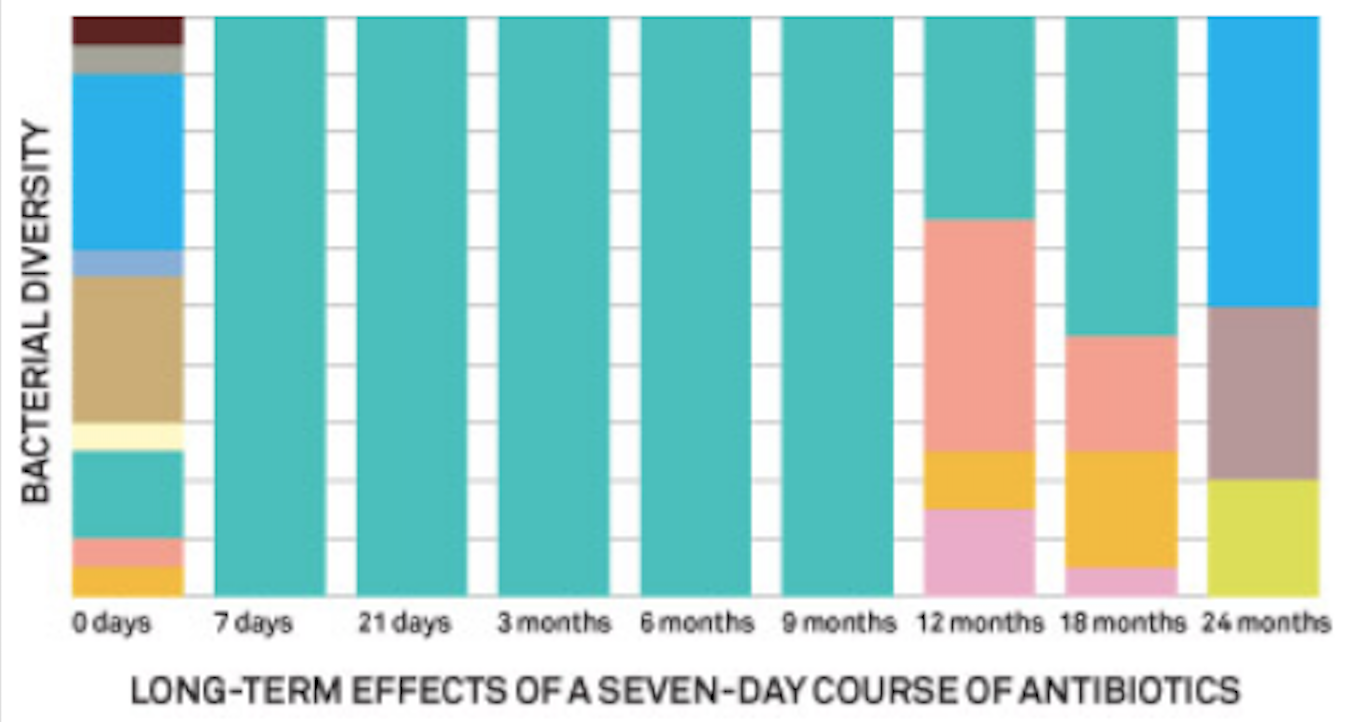 BACTERIAL DIVERSITY
0 days
7 days
21 days
3 months
6 months
9 months
12 months
18 months
24 months
LONG-TERM EFFECTS OF A SEVEN-DAY COURSE OF ANTIBIOTICS